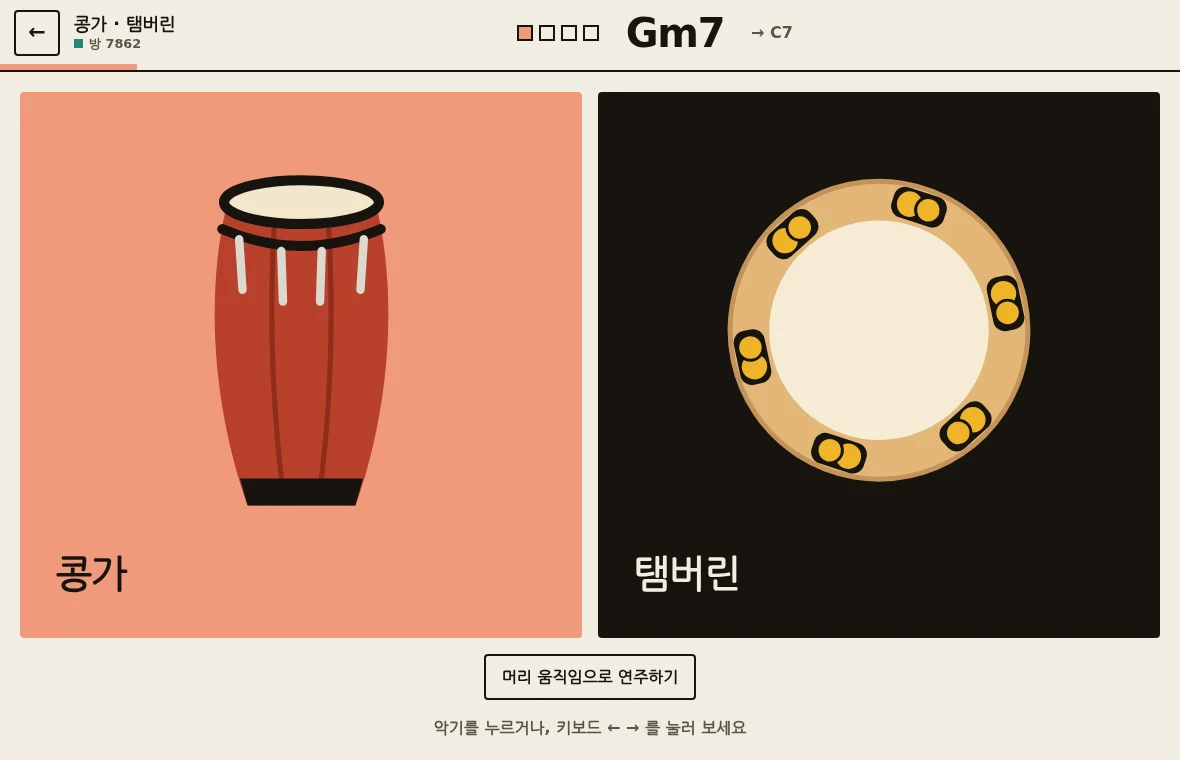 ←
콩가 · 탬버린
방 7862
Gm7
→ C7
콩가
탬버린
머리 움직임으로 연주하기
악기를 누르거나, 키보드 ← → 를 눌러 보세요